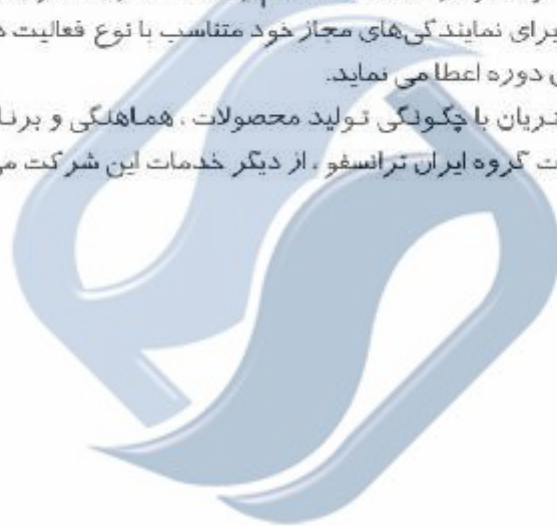 برای نمایندگی‌های مجاز خود متناسب با نوع فعالیت
دوره اعطا می نماید.
با چگونگی تولید محصولات ، هماهنگی و
گروه ایران ترانسفو ، از دیگر خدمات این شرکت